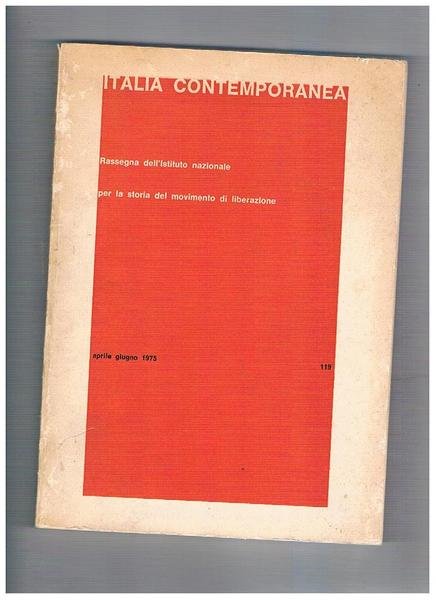 ITALIA CONTEMPORANEA
Rassegna dell'Istituto nazionale
per la storia del movimento di liberazione
aprile giugno 1975
119